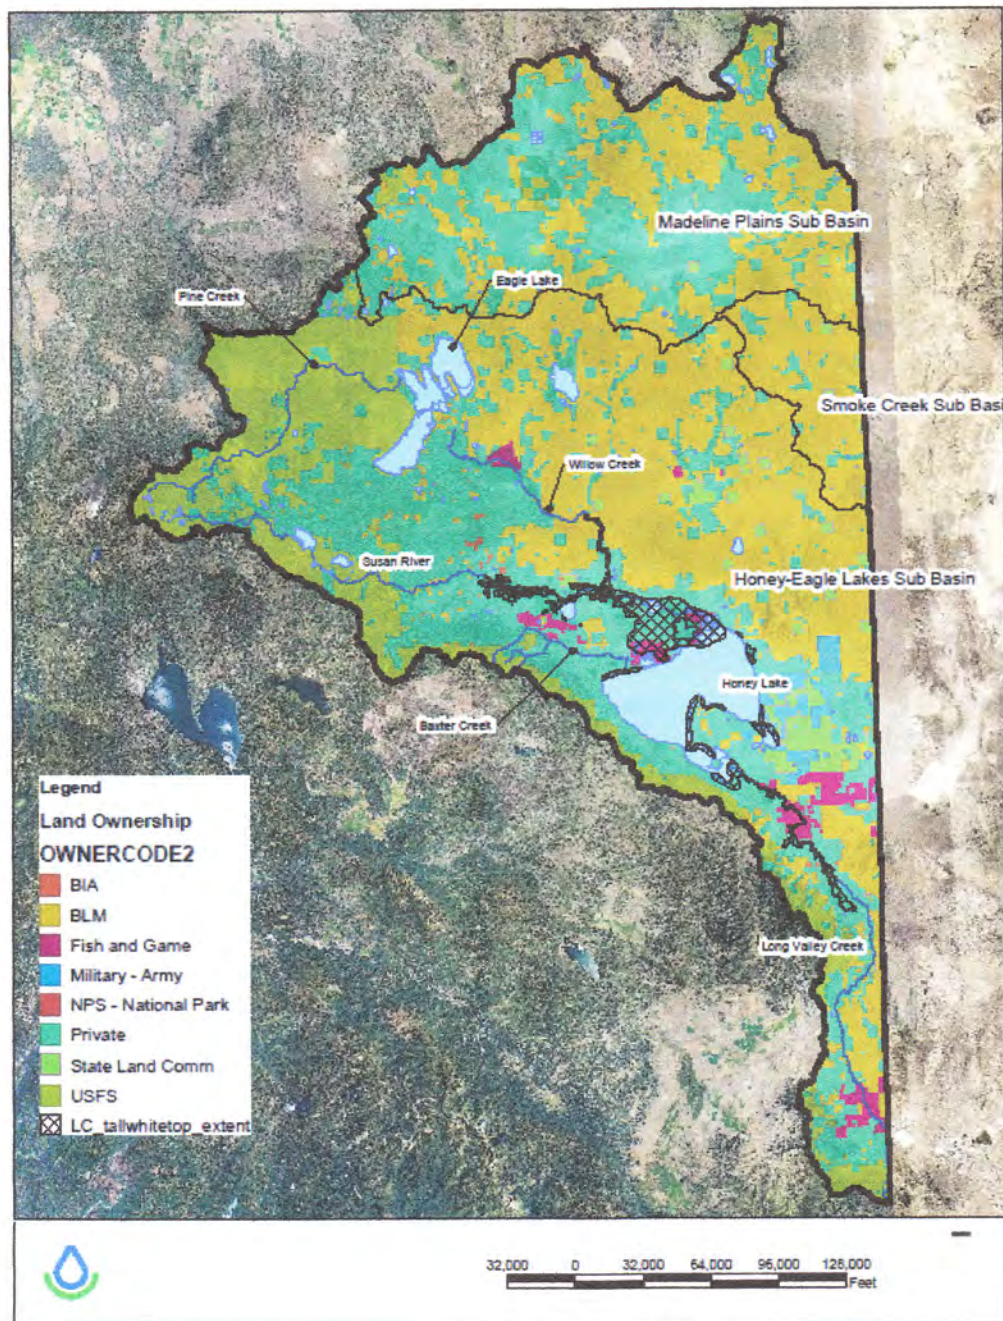 Madeline Plains Sub Basin
Eagle Lake
Pine Creek
Smoke Creek Sub Basi
Willow Creek
Susan River
Honey-Eagle Lakes Sub Basin
Honey Lake
Baxter Creek
Long Valley Creek
Legend
Land Ownership
OWNERCODE2
BIA
BLM
Fish and Game
Military - Army
NPS - National Park
Private
State Land Comm
USFS
LC_tallwhitetop_extent
32,000 0 32,000 64,000 96,000 128,000
Feet